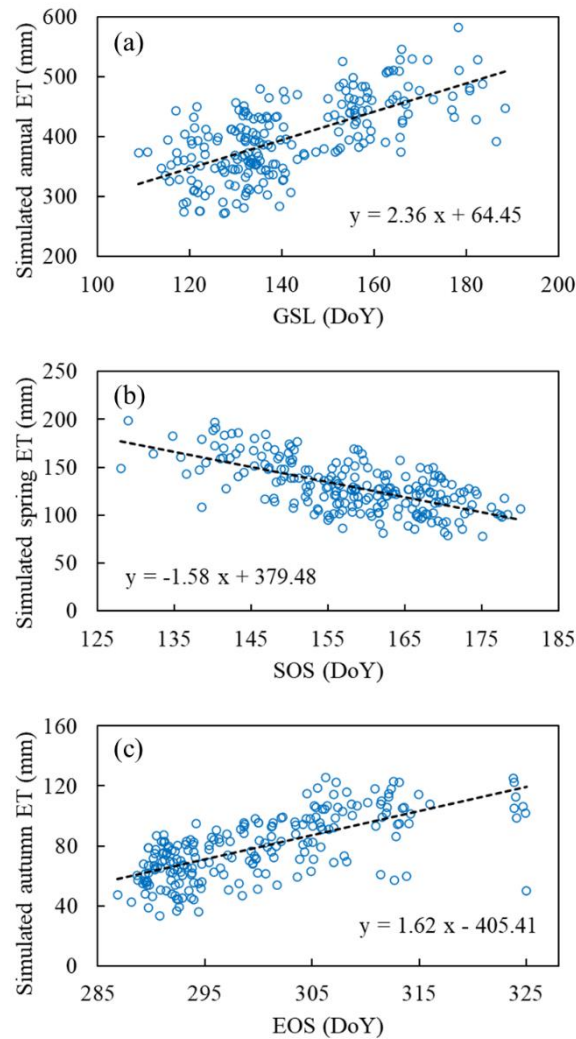 (a)
Simulated annual ET (mm)
600
500
400
300
200
y = 2.36 x + 64.45
100 120 140 160 180 200
GSL (DoY)
(b)
Simulated spring ET (mm)
250
200
150
100
50
0
y = -1.58 x + 379.48
125 135 145 155 165 175 185
SOS (DoY)
(c)
Simulated autumn ET (mm)
160
120
80
40
0
y = 1.62 x - 405.41
285 295 305 315 325
EOS (DoY)